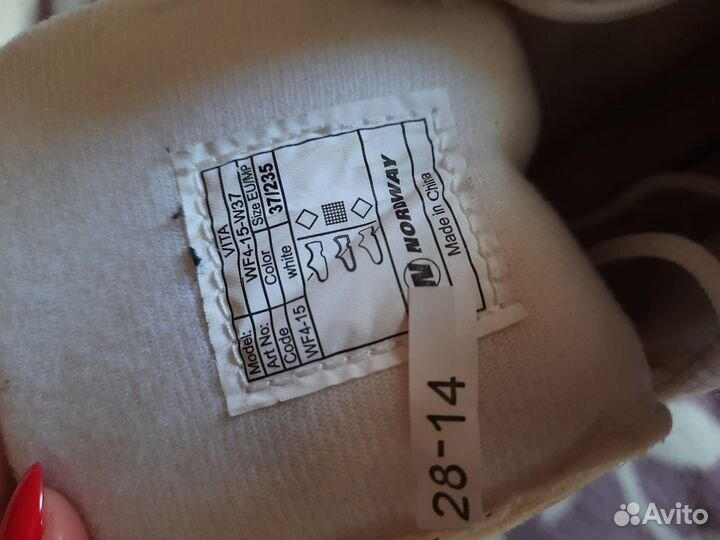 Model: VITA
Art No: WF4-15-W37
Code Color Size EU/MP
WF4-15 white 37/235
N NORDWAY
Made in China
28-14
Avito